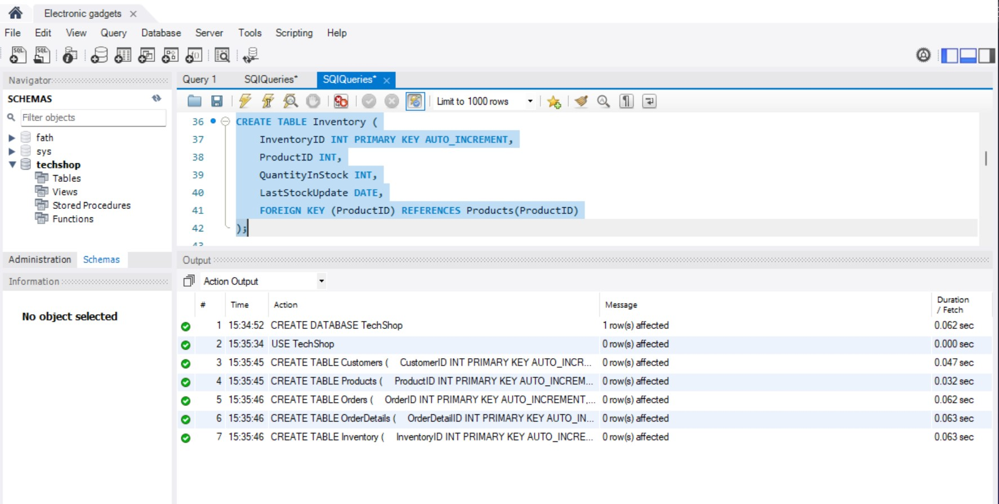 Electronic gadgets
File Edit View Query Database Server Tools Scripting Help
Navigator
SCHEMAS
Filter objects
fath
sys
techshop
Tables
Views
Stored Procedures
Functions
Administration Schemas
Information
No object selected
Query 1 SQlQueries* SQlQueries*
Limit to 1000 rows
36 CREATE TABLE Inventory (
37 InventoryID INT PRIMARY KEY AUTO_INCREMENT,
38 ProductID INT,
39 QuantityInStock INT,
40 LastStockUpdate DATE,
41 FOREIGN KEY (ProductID) REFERENCES Products(ProductID)
42 );
43
Output
Action Output
# Time Action Message Duration / Fetch
1 15:34:52 CREATE DATABASE TechShop 1 row(s) affected 0.062 sec
2 15:35:34 USE TechShop 0 row(s) affected 0.000 sec
3 15:35:45 CREATE TABLE Customers ( CustomerID INT PRIMARY KEY AUTO_INCR... 0 row(s) affected 0.047 sec
4 15:35:45 CREATE TABLE Products ( ProductID INT PRIMARY KEY AUTO_INCREM... 0 row(s) affected 0.032 sec
5 15:35:46 CREATE TABLE Orders ( OrderID INT PRIMARY KEY AUTO_INCREMENT,... 0 row(s) affected 0.062 sec
6 15:35:46 CREATE TABLE OrderDetails ( OrderDetailID INT PRIMARY KEY AUTO_IN... 0 row(s) affected 0.063 sec
7 15:35:46 CREATE TABLE Inventory ( InventoryID INT PRIMARY KEY AUTO_INCRE... 0 row(s) affected 0.063 sec